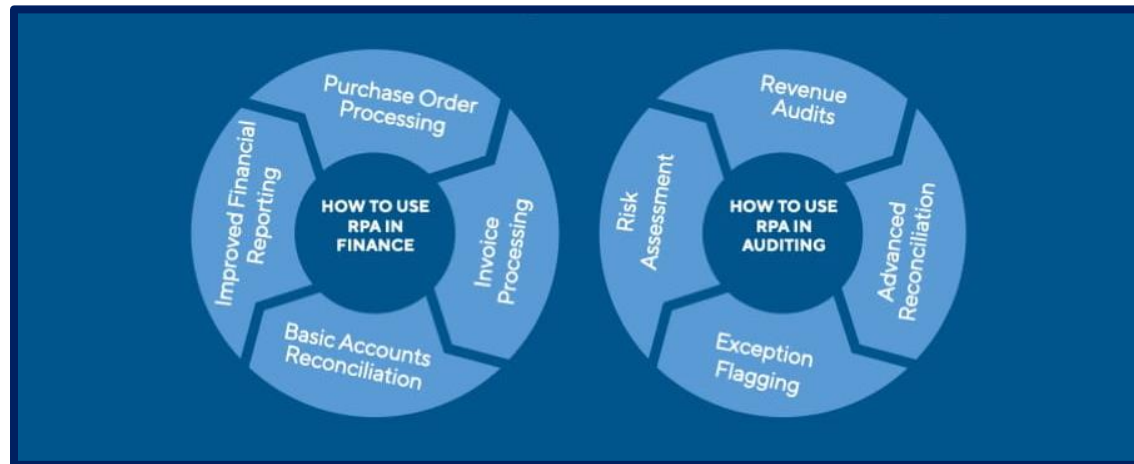 HOW TO USE
RPA IN
FINANCE
Purchase Order
Processing
Invoice
Processing
Basic Accounts
Reconciliation
Improved Financial
Reporting
HOW TO USE
RPA IN
AUDITING
Revenue
Audits
Advanced
Reconciliation
Exception
Flagging
Risk
Assessment